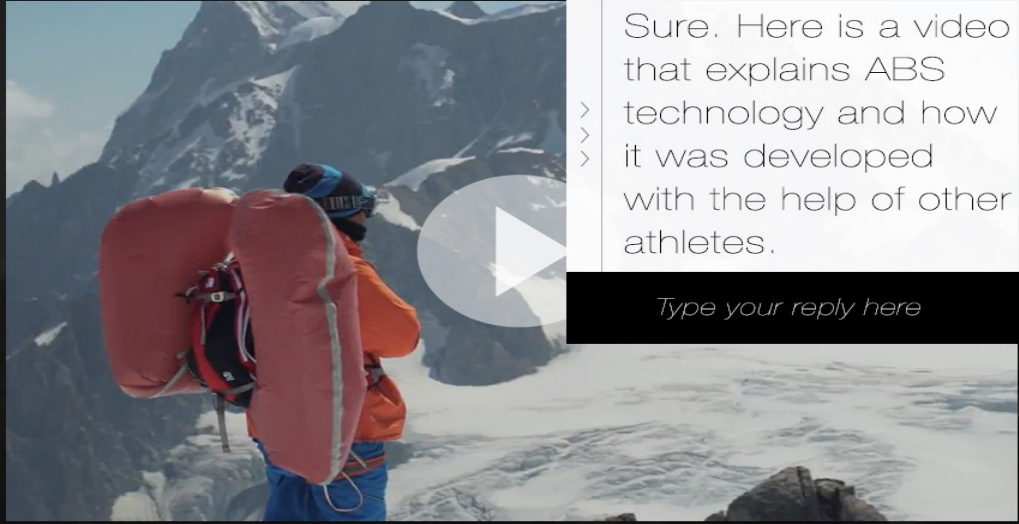 Sure. Here is a video
that explains ABS
technology and how
it was developed
with the help of other
athletes.
Type your reply here